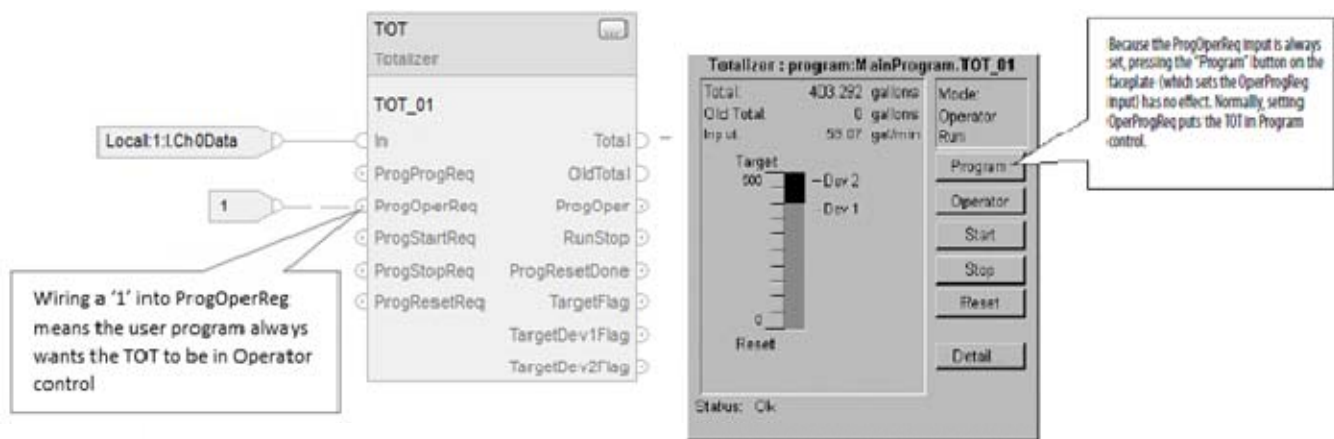 TOT
Totalizer
TOT_01
Local:1:I.Ch0Data
In
Total
ProgProgReq
OldTotal
1
ProgOperReq
ProgOper
ProgStartReq
RunStop
ProgStopReq
ProgResetDone
ProgResetReq
TargetFlag
TargetDev1Flag
TargetDev2Flag
Wiring a '1' into ProgOperReg
means the user program always
wants the TOT to be in Operator
control
Totalizer : program:MainProgram.TOT_01
Total: 403.292 gallons
Old Total 0 gallons
Input 59.07 gal/min
Mode:
Operator
Run
Target
500
Dev 2
Dev 1
0
Reset
Program
Operator
Start
Stop
Reset
Detail
Status: Ok
Because the ProgOperReq input is always
set, pressing the "Program" button on the
faceplate (which sets the OperProgReq
input) has no effect. Normally, setting
OperProgReq puts the TOT in Program
control.